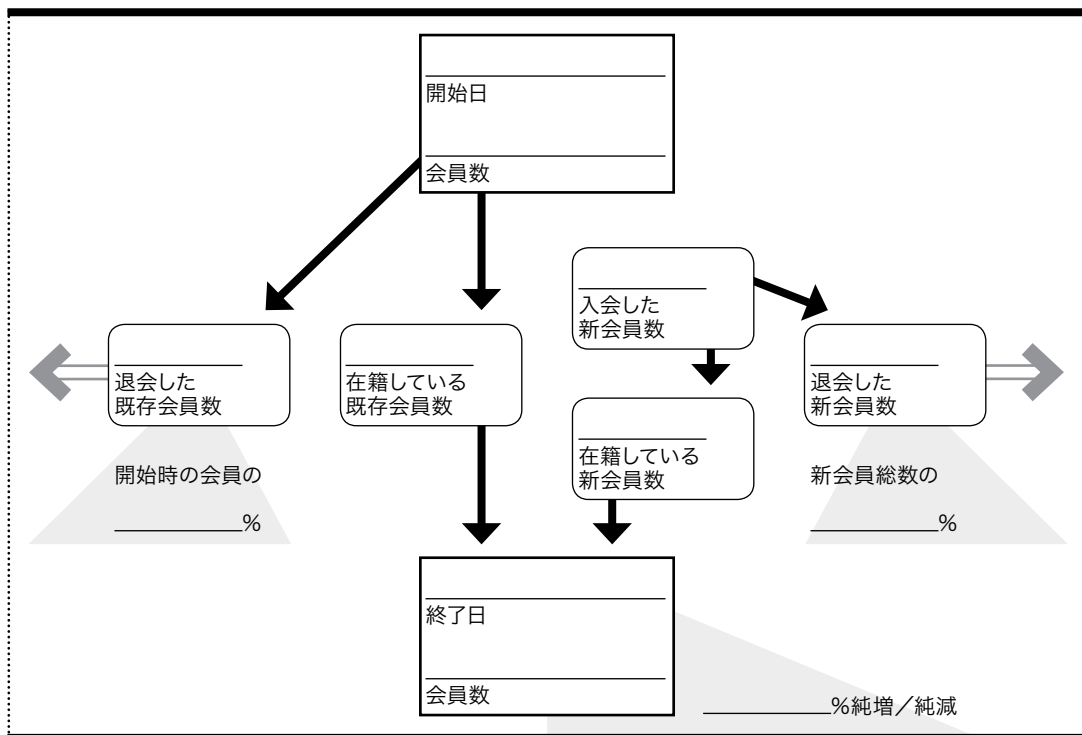 開始日
会員数
入会した
新会員数
退会した
既存会員数
在籍している
既存会員数
退会した
新会員数
在籍している
新会員数
開始時の会員の
%
新会員総数の
%
終了日
会員数
%純増／純減